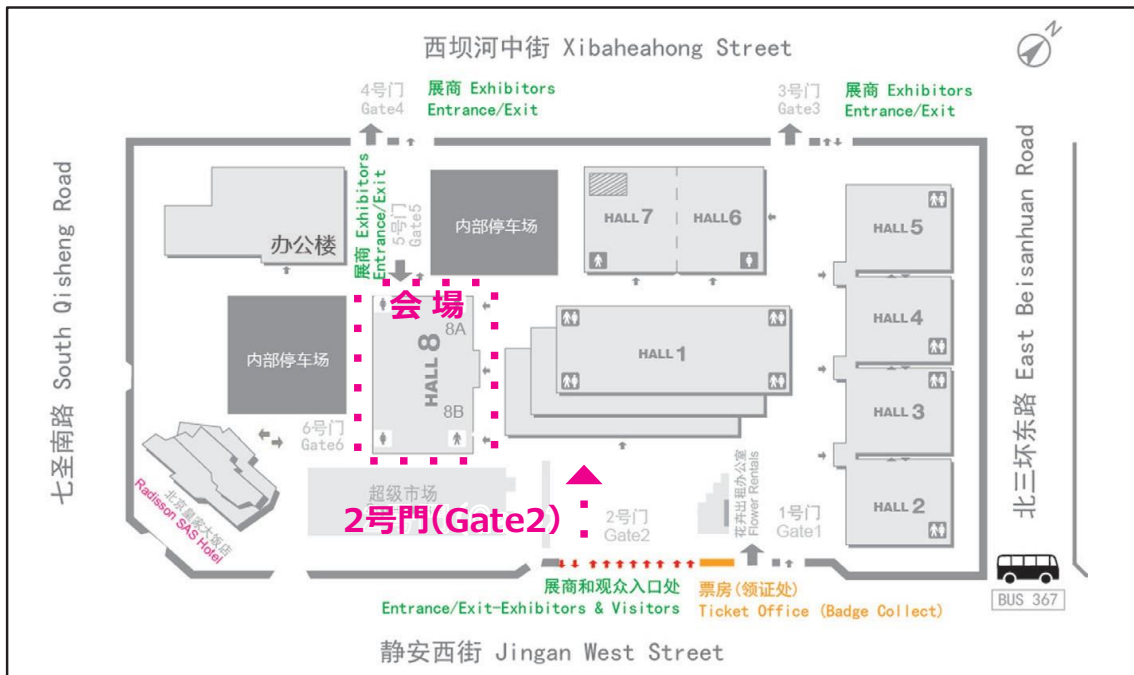 西坝河中街 Xibaheahong Street
N
4号门
Gate4
展商 Exhibitors
Entrance/Exit
3号门
Gate3
展商 Exhibitors
Entrance/Exit
七圣南路 South Qisheng Road
北三环东路 East Beisanhuan Road
办公楼
展商 Exhibitors
Entrance/Exit
5号门
Gate5
内部停车场
HALL 7
HALL 6
HALL 5
会 場
8A
HALL 8
8B
内部停车场
HALL 1
HALL 4
HALL 3
HALL 2
6号门
Gate6
北京皇家大饭店
Radisson SAS Hotel
超级市场
2号門(Gate2)
2号门
Gate2
花卉出租办公室
Flower Rentals
1号门
Gate1
展商和观众入口处
Entrance/Exit-Exhibitors & Visitors
票房(领证处)
Ticket Office (Badge Collect)
BUS 367
静安西街 Jingan West Street